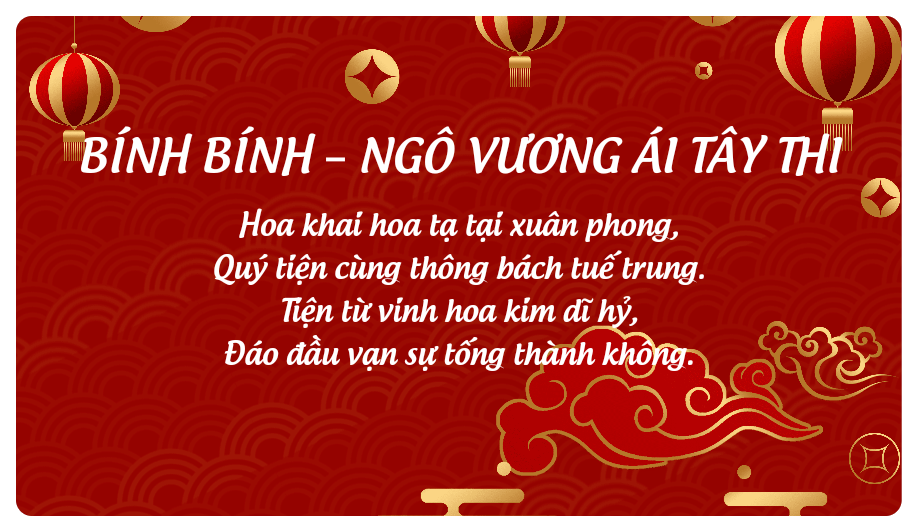 BÍNH BÍNH – NGÔ VƯƠNG ÁI TÂY THI
Hoa khai hoa tạ tại xuân phong,
Quý tiện cùng thông bách tuế trung.
Tiện từ vinh hoa kim dĩ hỷ,
Đáo đầu vạn sự tống thành không.